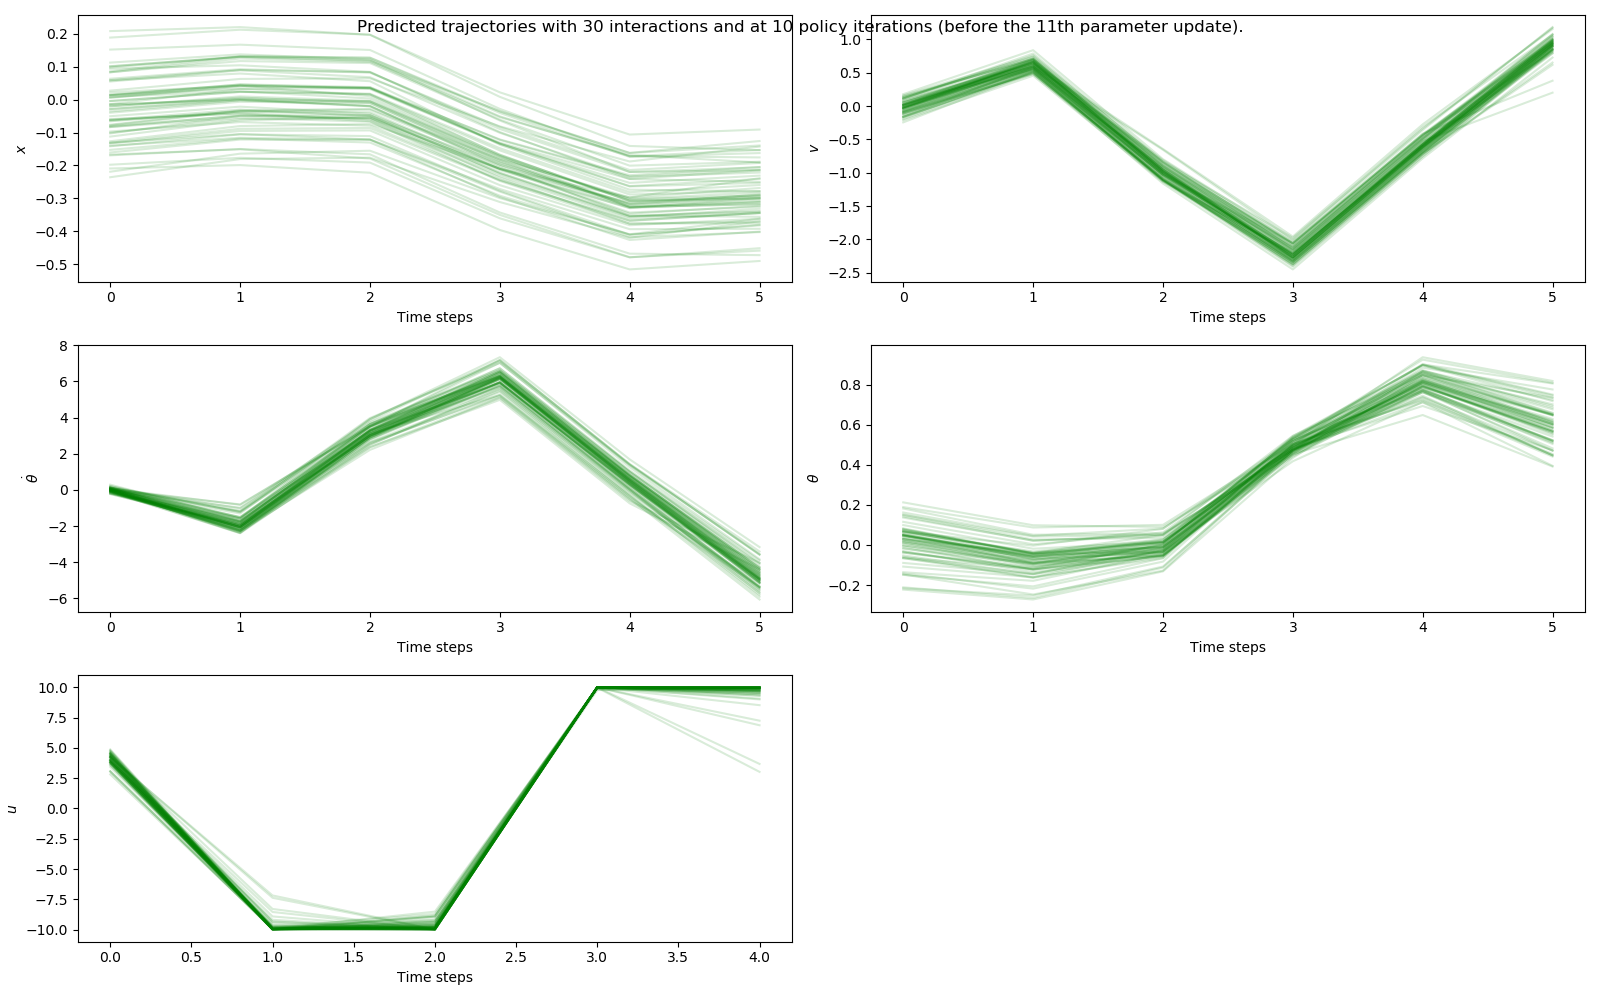 Predicted trajectories with 30 interactions and at 10 policy iterations (before the 11th parameter update).
0.2
0.1
0.0
−0.1
−0.2
−0.3
−0.4
−0.5
x
0 1 2 3 4 5
Time steps
1.0
0.5
0.0
−0.5
−1.0
−1.5
−2.0
−2.5
v
0 1 2 3 4 5
Time steps
8
6
4
2
0
−2
−4
−6
θ̇
0 1 2 3 4 5
Time steps
0.8
0.6
0.4
0.2
0.0
−0.2
θ
0 1 2 3 4 5
Time steps
10.0
7.5
5.0
2.5
0.0
−2.5
−5.0
−7.5
−10.0
u
0.0 0.5 1.0 1.5 2.0 2.5 3.0 3.5 4.0
Time steps